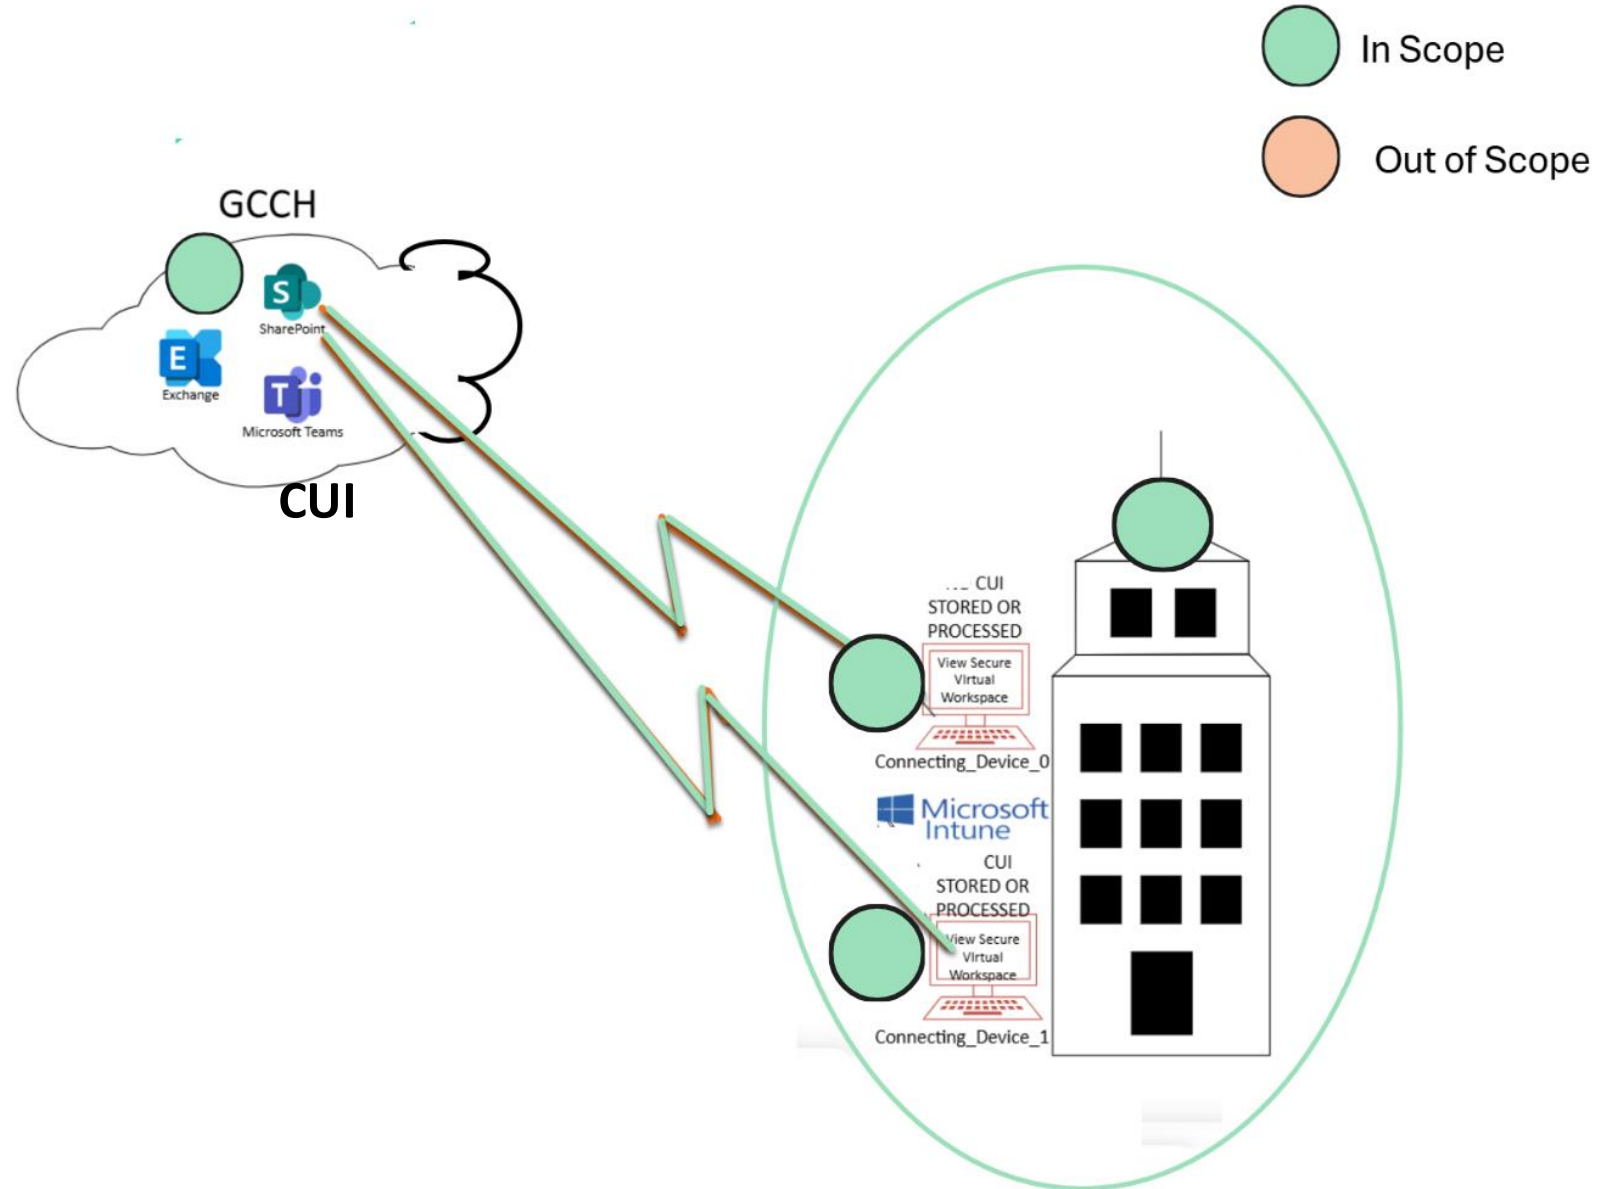 In Scope
Out of Scope
GCCH
S
SharePoint
E
Exchange
T
Microsoft Teams
CUI
CUI
STORED OR
PROCESSED
View Secure
Virtual
Workspace
Connecting_Device_0
Microsoft
Intune
CUI
STORED OR
PROCESSED
View Secure
Virtual
Workspace
Connecting_Device_1